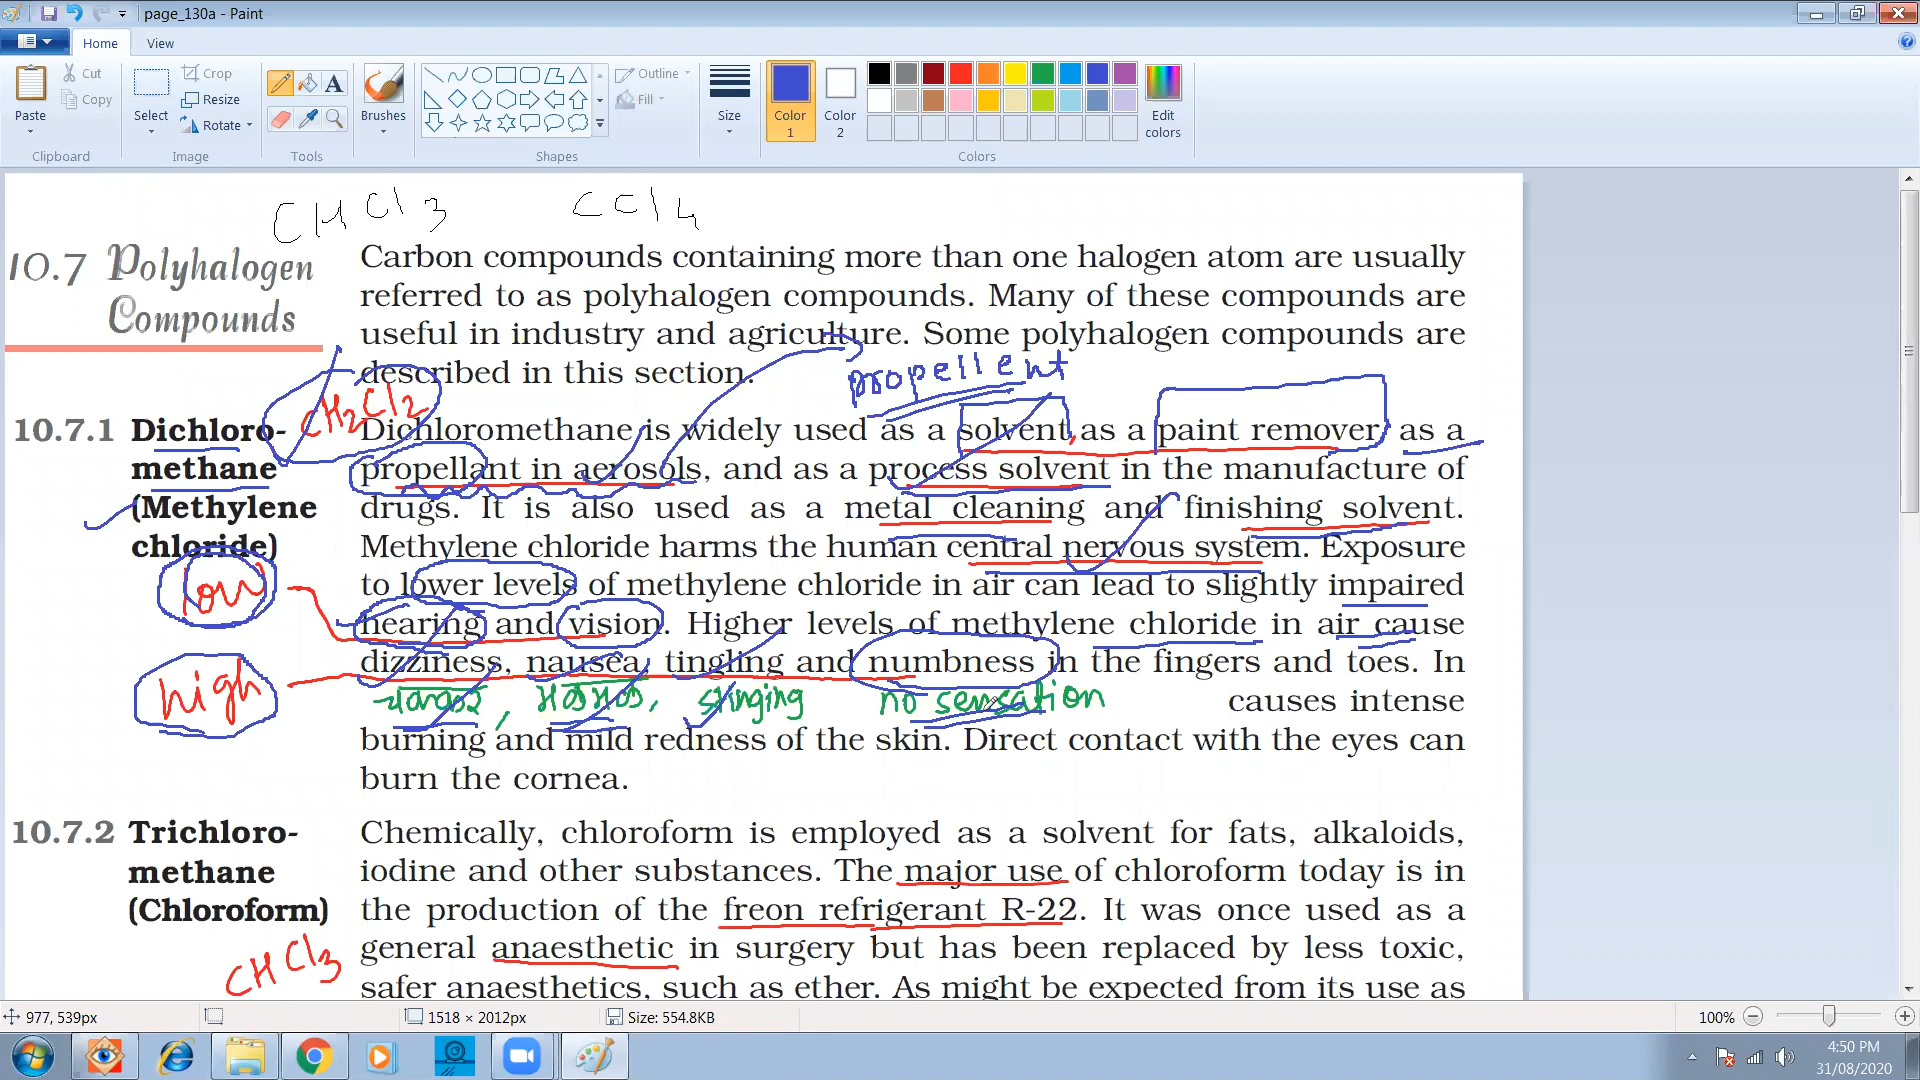 page_130a - Paint
Home View
Paste Cut Copy Clipboard
Select Crop Resize Rotate Image
Tools
Brushes
Outline Fill Shapes
Size
Color 1 Color 2 Edit colors Colors
CHCl3 CCl4
10.7 Polyhalogen Compounds
Carbon compounds containing more than one halogen atom are usually
referred to as polyhalogen compounds. Many of these compounds are
useful in industry and agriculture. Some polyhalogen compounds are
described in this section.
propellent
CH2Cl2
10.7.1 Dichloro-
methane
(Methylene
chloride)
Dichloromethane is widely used as a solvent, as a paint remover, as a
propellant in aerosols, and as a process solvent in the manufacture of
drugs. It is also used as a metal cleaning and finishing solvent.
Methylene chloride harms the human central nervous system. Exposure
to lower levels of methylene chloride in air can lead to slightly impaired
hearing and vision. Higher levels of methylene chloride in air cause
dizziness, nausea, tingling and numbness in the fingers and toes. In
low
high
stinging no sensation
causes intense
burning and mild redness of the skin. Direct contact with the eyes can
burn the cornea.
10.7.2 Trichloro-
methane
(Chloroform)
CHCl3
Chemically, chloroform is employed as a solvent for fats, alkaloids,
iodine and other substances. The major use of chloroform today is in
the production of the freon refrigerant R-22. It was once used as a
general anaesthetic in surgery but has been replaced by less toxic,
safer anaesthetics, such as ether. As might be expected from its use as
977, 539px 1518 × 2012px Size: 554.8KB 100%
4:50 PM
31/08/2020